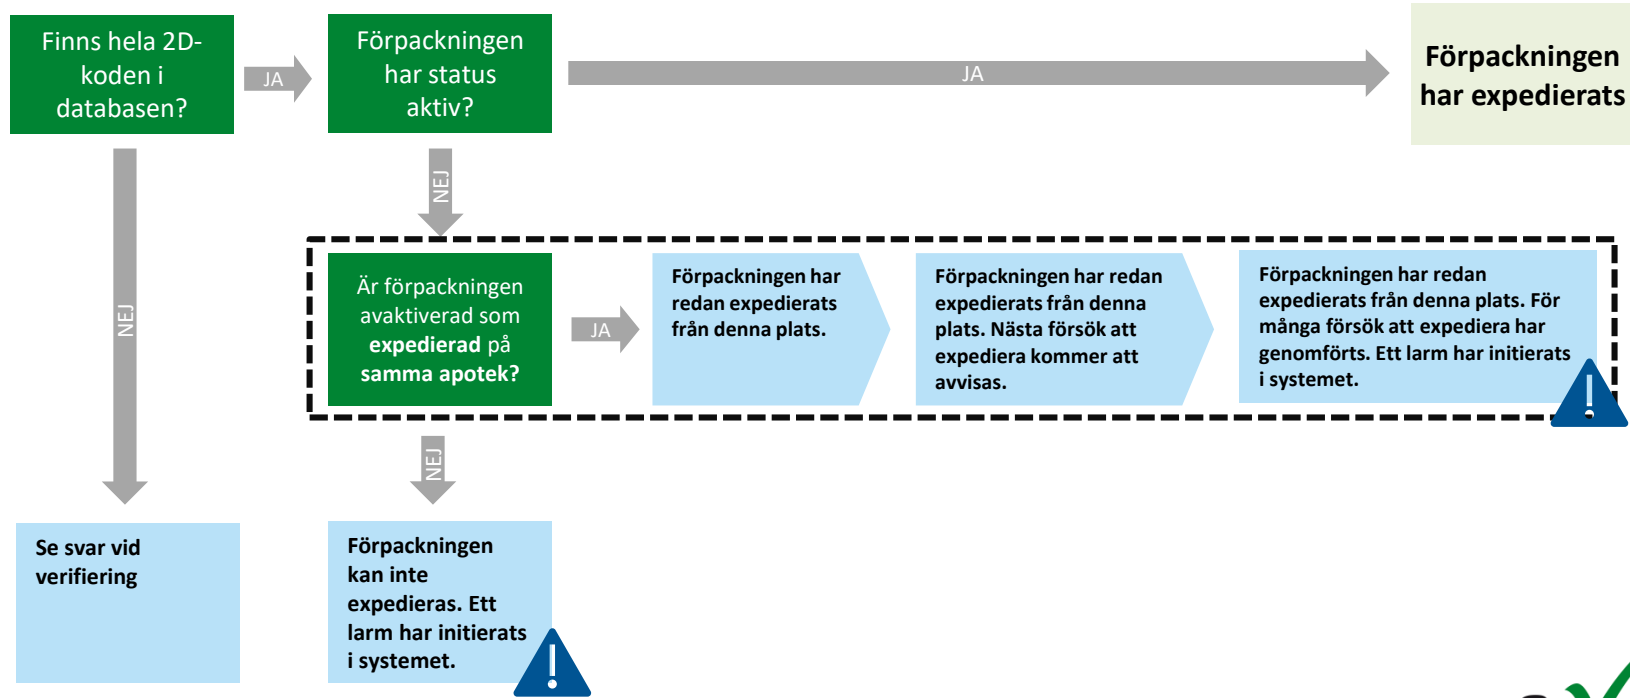 Finns hela 2D-
koden i
databasen?
JA
Förpackningen
har status
aktiv?
JA
Förpackningen
har expedierats
NEJ
NEJ
Är förpackningen
avaktiverad som
expedierad på
samma apotek?
JA
Förpackningen har
redan expedierats
från denna plats.
Förpackningen har redan
expedierats från denna
plats. Nästa försök att
expediera kommer att
avvisas.
Förpackningen har redan
expedierats från denna plats. För
många försök att expediera har
genomförts. Ett larm har initierats
i systemet.
!
NEJ
Se svar vid
verifiering
Förpackningen
kan inte
expedieras. Ett
larm har initierats
i systemet.
!